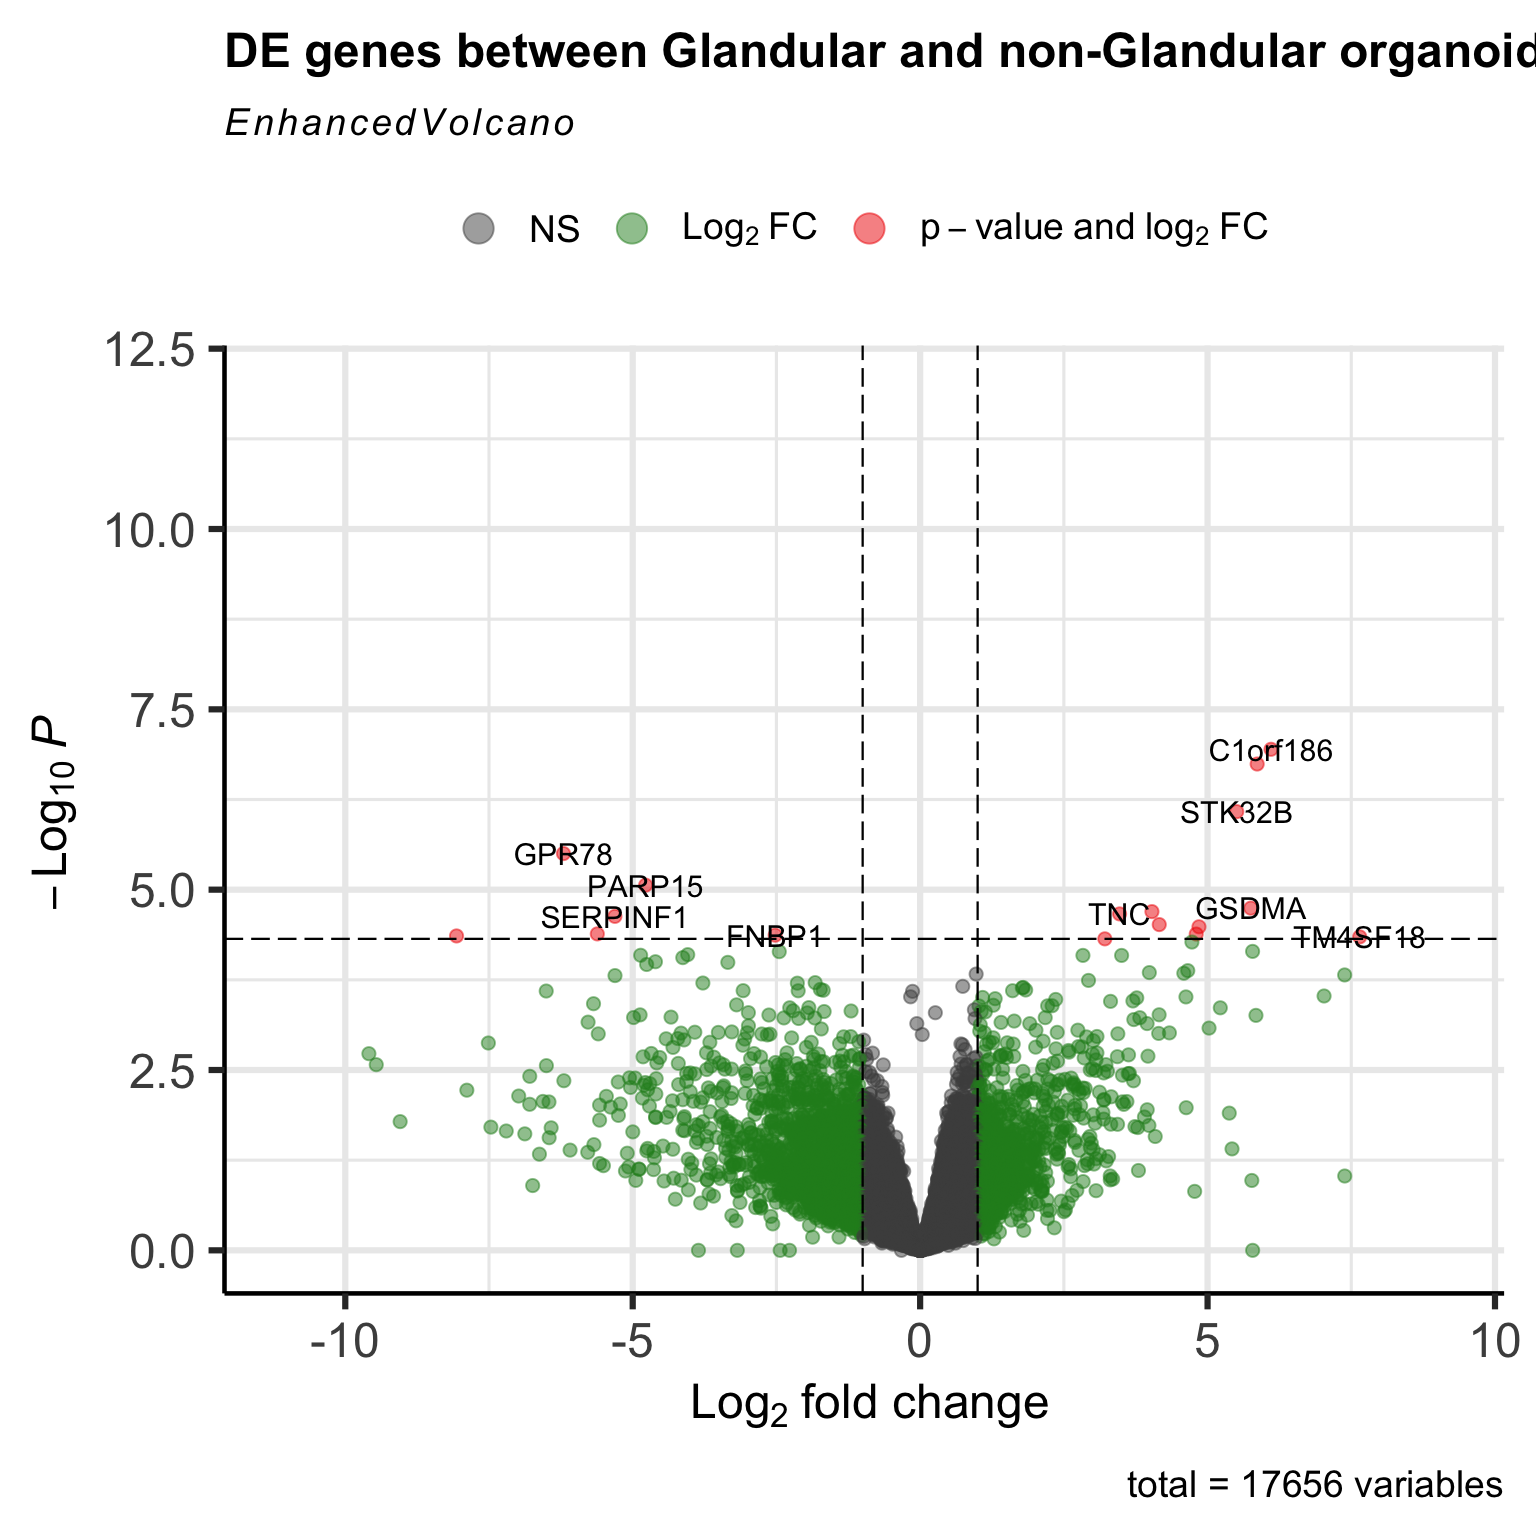 DE genes between Glandular and non-Glandular organoid
EnhancedVolcano
NS Log2 FC p – value and log2 FC
12.5
10.0
7.5
5.0
2.5
0.0
–Log10 P
C1orf186
STK32B
GPR78
PARP15
SERPINF1
TNC
GSDMA
FNBP1
TM4SF18
-10 -5 0 5 10
Log2 fold change
total = 17656 variables